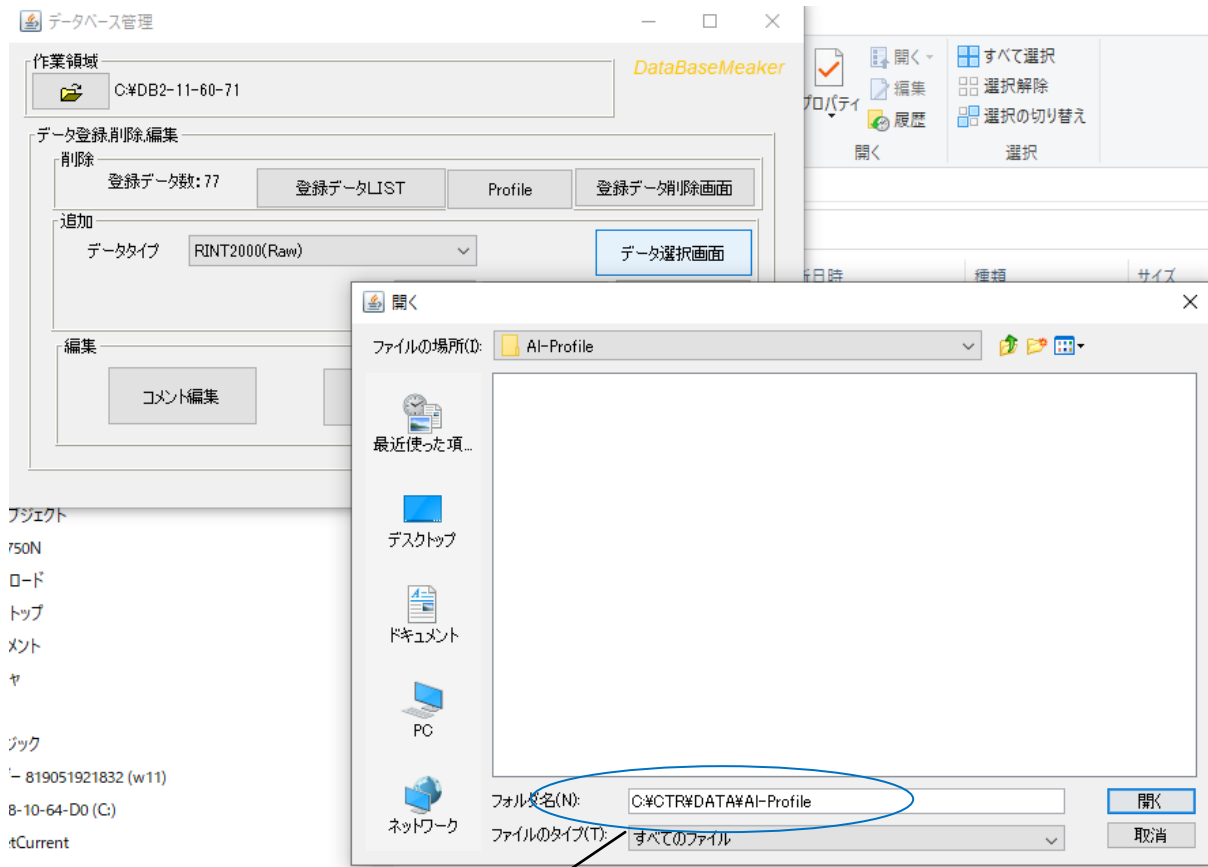 データベース管理
作業領域
DataBaseMeaker
C:¥DB2-11-60-71
データ登録,削除,編集
削除
登録データ数:77
登録データLIST
Profile
登録データ削除画面
追加
データタイプ
RINT2000(Raw)
データ選択画面
編集
コメント編集
プロパティ
開く
編集
履歴
開く
すべて選択
選択解除
選択の切り替え
選択
種類
サイズ
開く
ファイルの場所(I):
AI-Profile
最近使った項...
デスクトップ
ドキュメント
PC
ネットワーク
フォルダ名(N):
C:¥CTR¥DATA¥AI-Profile
開く
ファイルのタイプ(T):
すべてのファイル
取消
ブジェクト
750N
ロード
トップ
メント
ャ
ジック
819051921832 (w11)
8-10-64-D0 (C:)
tCurrent